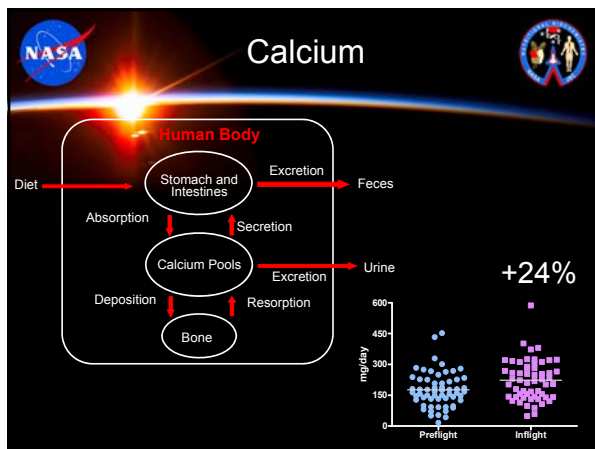 NASA
Calcium
Human Body
Diet
Stomach and
Intestines
Excretion
Feces
Absorption
Secretion
Calcium Pools
Excretion
Urine
Deposition
Resorption
Bone
+24%
600
450
300
150
0
mg/day
Preflight
Inflight